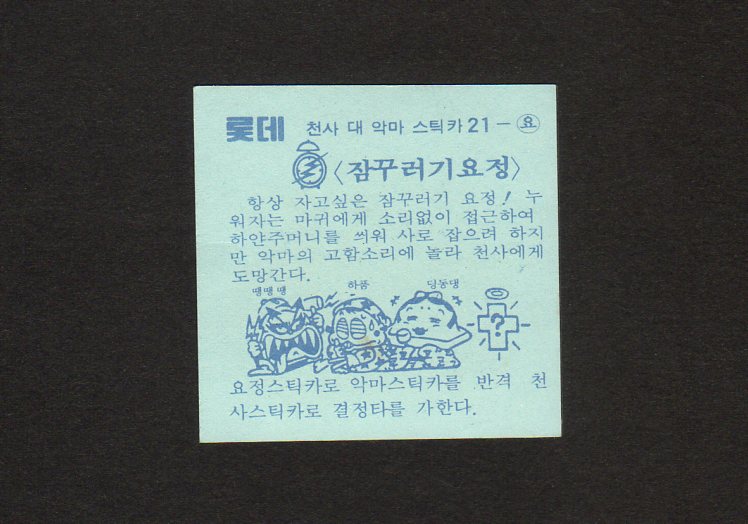 롯데 천사 대 악마 스틱카 21 - ㉵
〈잠꾸러기요정〉
항상 자고싶은 잠꾸러기 요정! 누
워자는 마귀에게 소리없이 접근하여
하얀주머니를 씌워 사로 잡으려 하지
만 악마의 고함소리에 놀라 천사에게
도망간다.
땡땡땡 하품 딩동댕
?
요정스틱카로 악마스틱카를 반격 천
사스틱카로 결정타를 가한다.